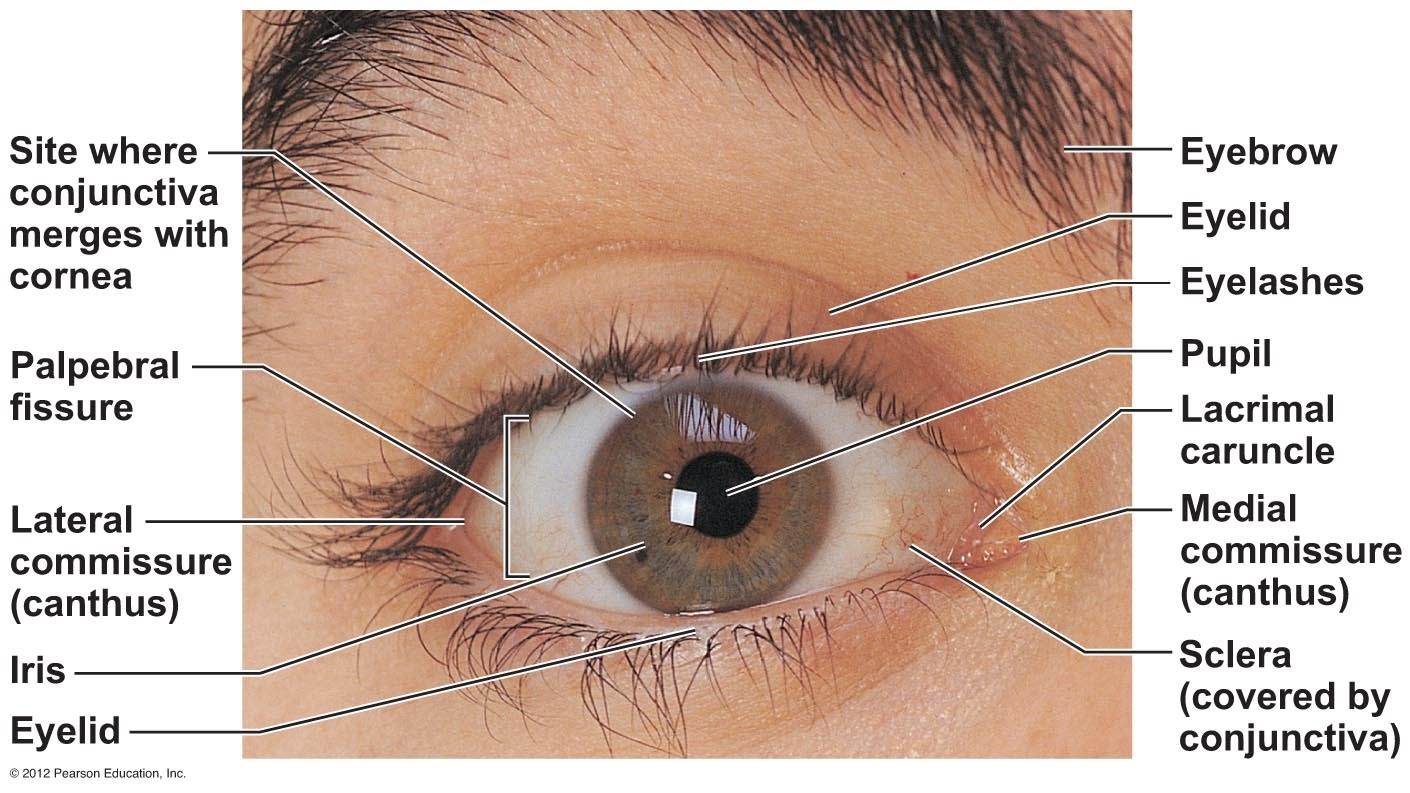 Site where
conjunctiva
merges with
cornea
Palpebral
fissure
Lateral
commissure
(canthus)
Iris
Eyelid
Eyebrow
Eyelid
Eyelashes
Pupil
Lacrimal
caruncle
Medial
commissure
(canthus)
Sclera
(covered by
conjunctiva)
© 2012 Pearson Education, Inc.